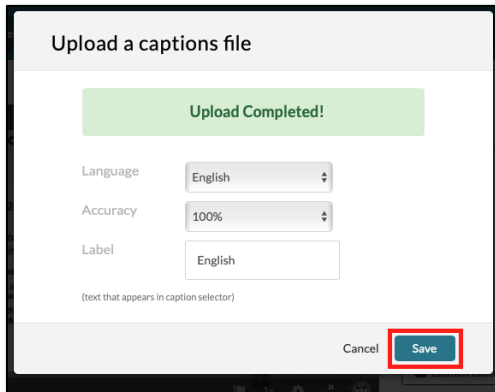 Upload a captions file
Upload Completed!
Language English
Accuracy 100%
Label English
(text that appears in caption selector)
Cancel Save